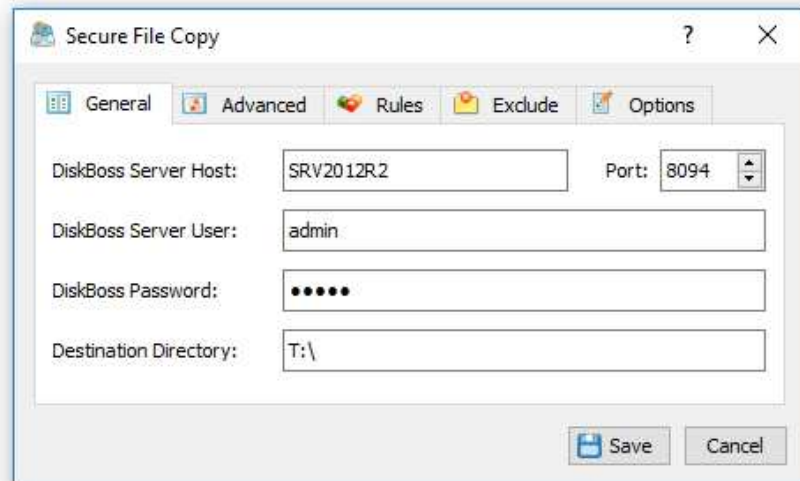 Secure File Copy ?
General Advanced Rules Exclude Options
DiskBoss Server Host: SRV2012R2 Port: 8094
DiskBoss Server User: admin
DiskBoss Password: •••••
Destination Directory: T:\
Save Cancel